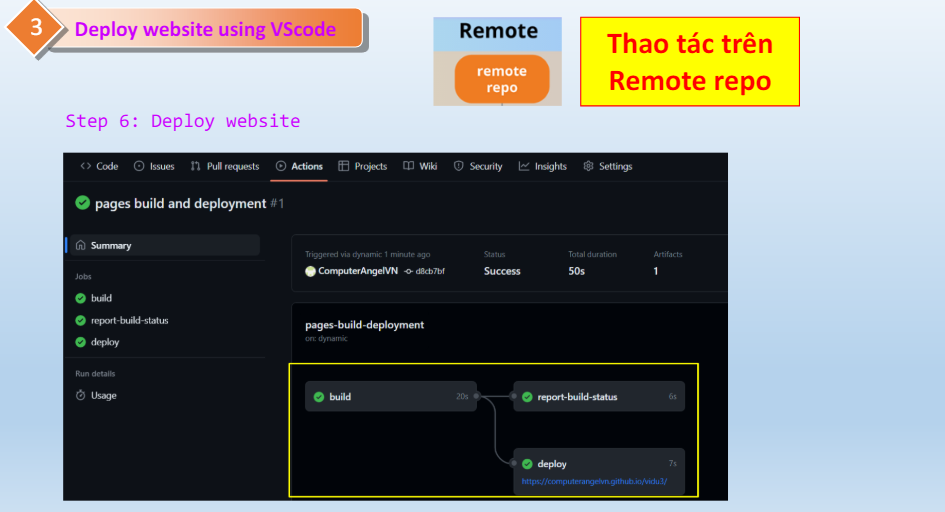 3
Deploy website using VScode
Remote
remote
repo
Thao tác trên
Remote repo
Step 6: Deploy website
Code Issues Pull requests Actions Projects Wiki Security Insights Settings
pages build and deployment #1
Summary
Jobs
build
report-build-status
deploy
Run details
Usage
Triggered via dynamic 1 minute ago
ComputerAngelVN d8cb7bf
Status
Success
Total duration
50s
Artifacts
1
pages-build-deployment
on: dynamic
build 20s
report-build-status 6s
deploy 7s
https://computerangelvn.github.io/vidu3/